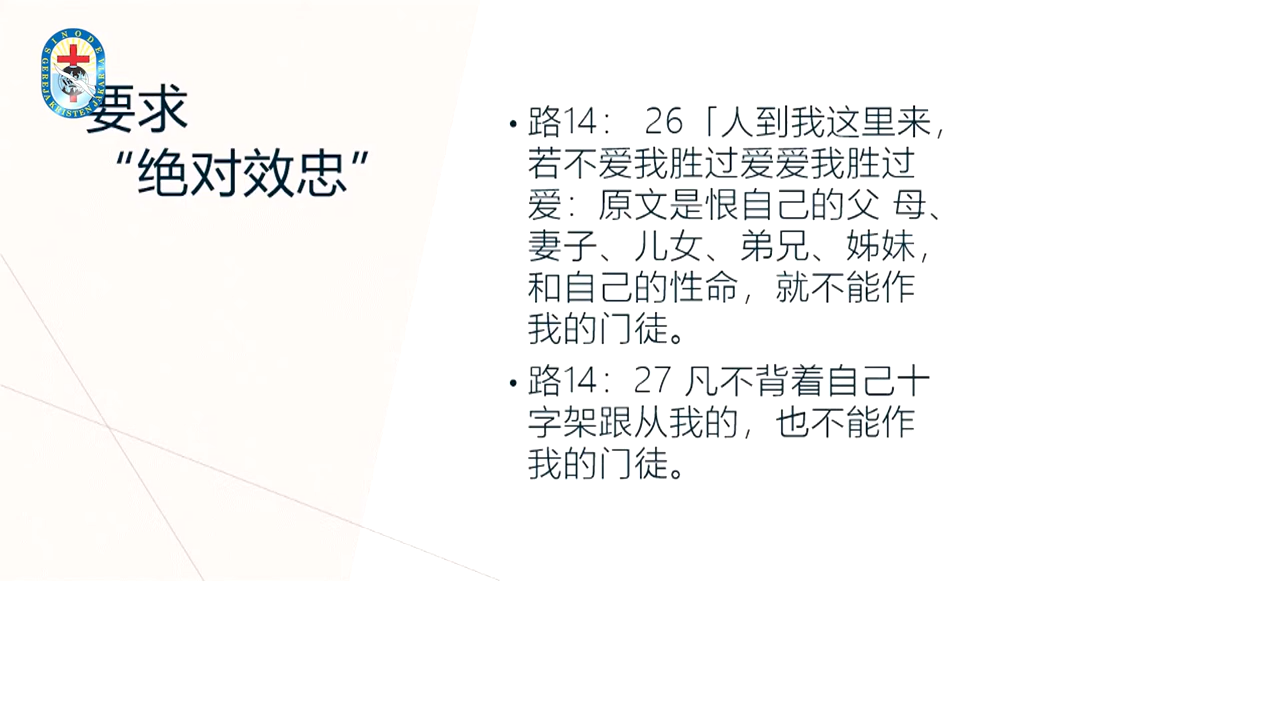 SINODE
GEREJA KRISTEN
要求
“绝对效忠”
• 路14： 26「人到我这里来，
若不爱我胜过爱爱我胜过
爱：原文是恨自己的父 母、
妻子、儿女、弟兄、姊妹，
和自己的性命，就不能作
我的门徒。
• 路14：27 凡不背着自己十
字架跟从我的，也不能作
我的门徒。